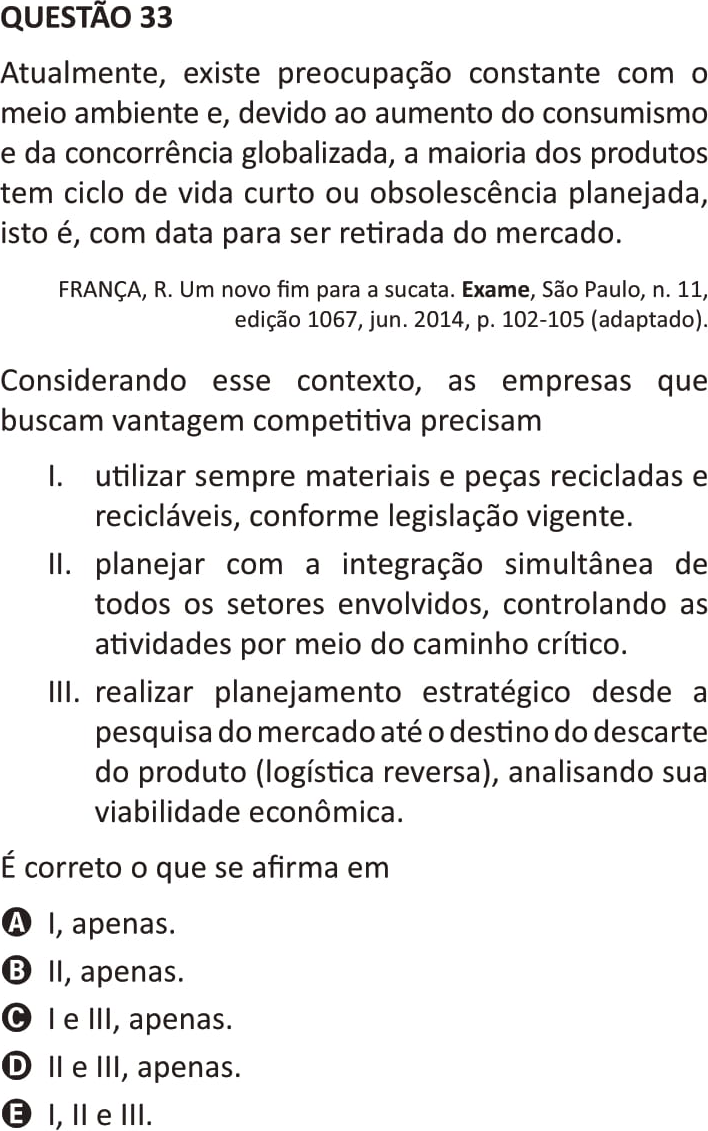 QUESTÃO 33
Atualmente, existe preocupação constante com o
meio ambiente e, devido ao aumento do consumismo
e da concorrência globalizada, a maioria dos produtos
tem ciclo de vida curto ou obsolescência planejada,
isto é, com data para ser retirada do mercado.
FRANÇA, R. Um novo fim para a sucata. Exame, São Paulo, n. 11,
edição 1067, jun. 2014, p. 102-105 (adaptado).
Considerando esse contexto, as empresas que
buscam vantagem competitiva precisam
I. utilizar sempre materiais e peças recicladas e
recicláveis, conforme legislação vigente.
II. planejar com a integração simultânea de
todos os setores envolvidos, controlando as
atividades por meio do caminho crítico.
III. realizar planejamento estratégico desde a
pesquisa do mercado até o destino do descarte
do produto (logística reversa), analisando sua
viabilidade econômica.
É correto o que se afirma em
A I, apenas.
B II, apenas.
C I e III, apenas.
D II e III, apenas.
E I, II e III.